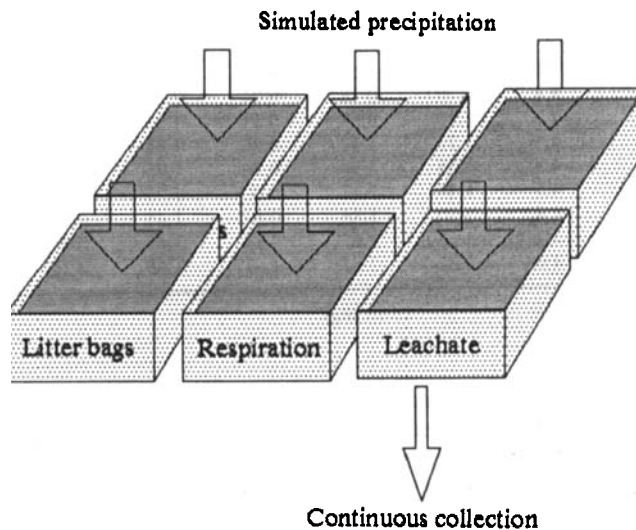 Simulated precipitation
s
Litter bags
Respiration
Leachate
Continuous collection